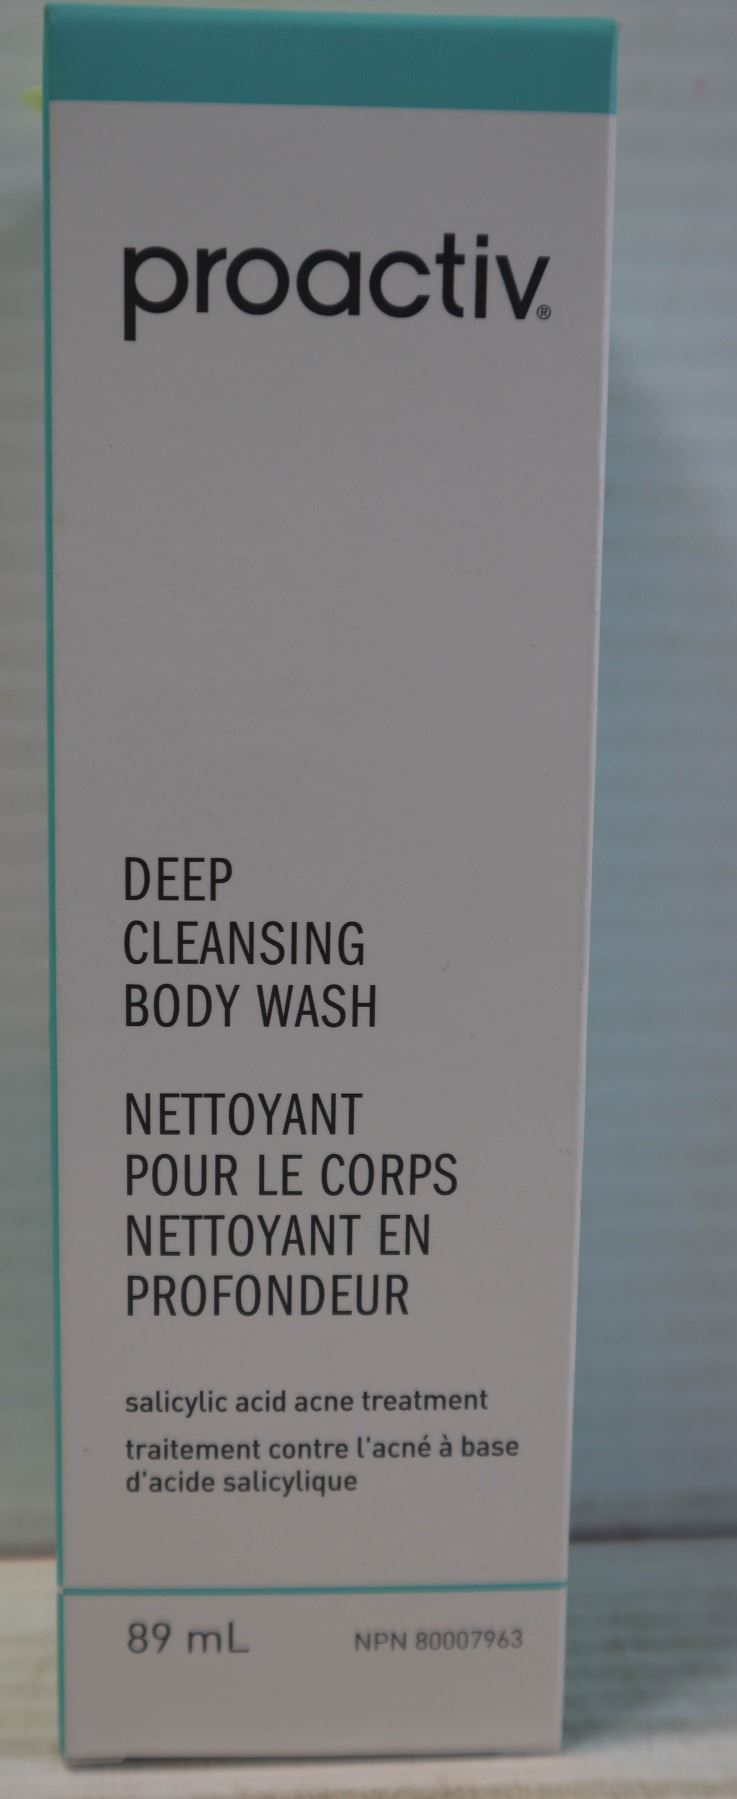 proactiv®
DEEP
CLEANSING
BODY WASH
NETTOYANT
POUR LE CORPS
NETTOYANT EN
PROFONDEUR
salicylic acid acne treatment
traitement contre l'acné à base
d'acide salicylique
89 mL NPN 80007963